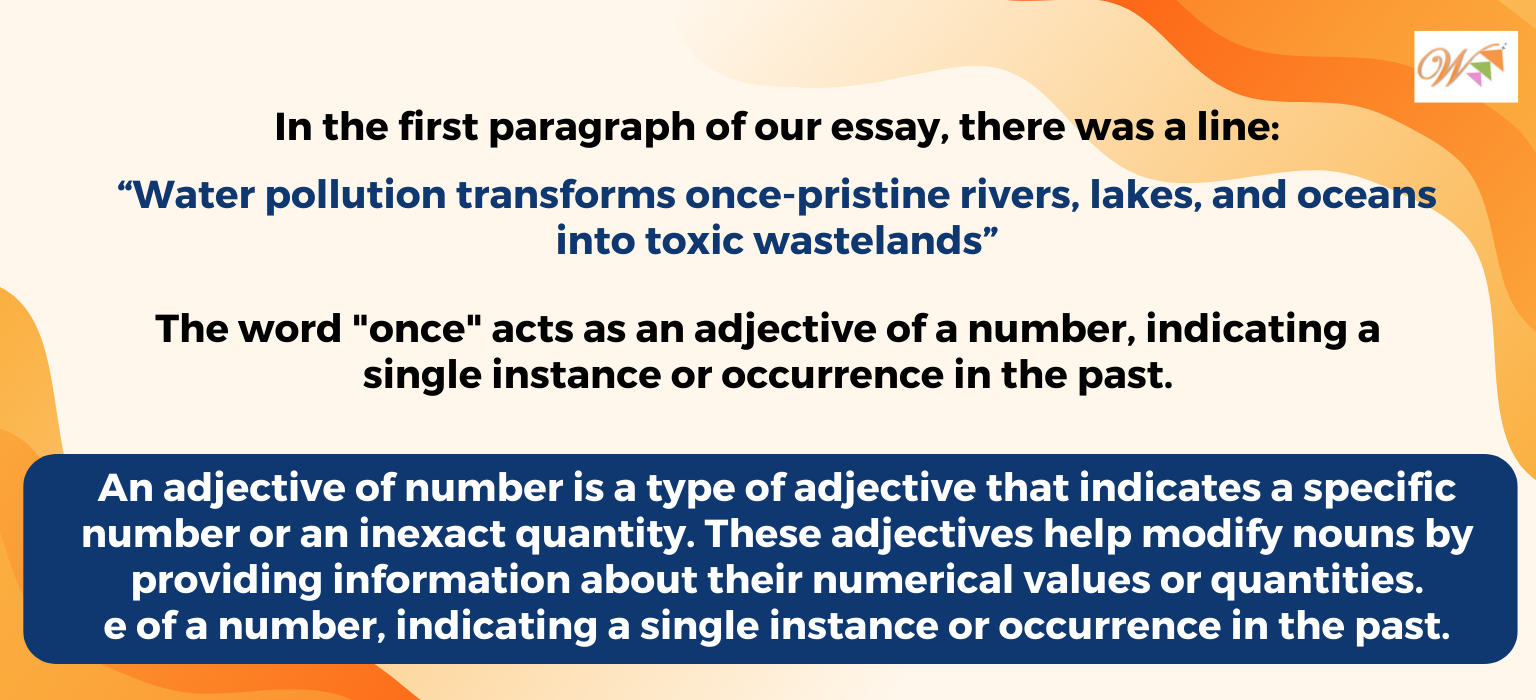 W
In the first paragraph of our essay, there was a line:
“Water pollution transforms once-pristine rivers, lakes, and oceans
into toxic wastelands”
The word "once" acts as an adjective of a number, indicating a
single instance or occurrence in the past.
An adjective of number is a type of adjective that indicates a specific
number or an inexact quantity. These adjectives help modify nouns by
providing information about their numerical values or quantities.
e of a number, indicating a single instance or occurrence in the past.